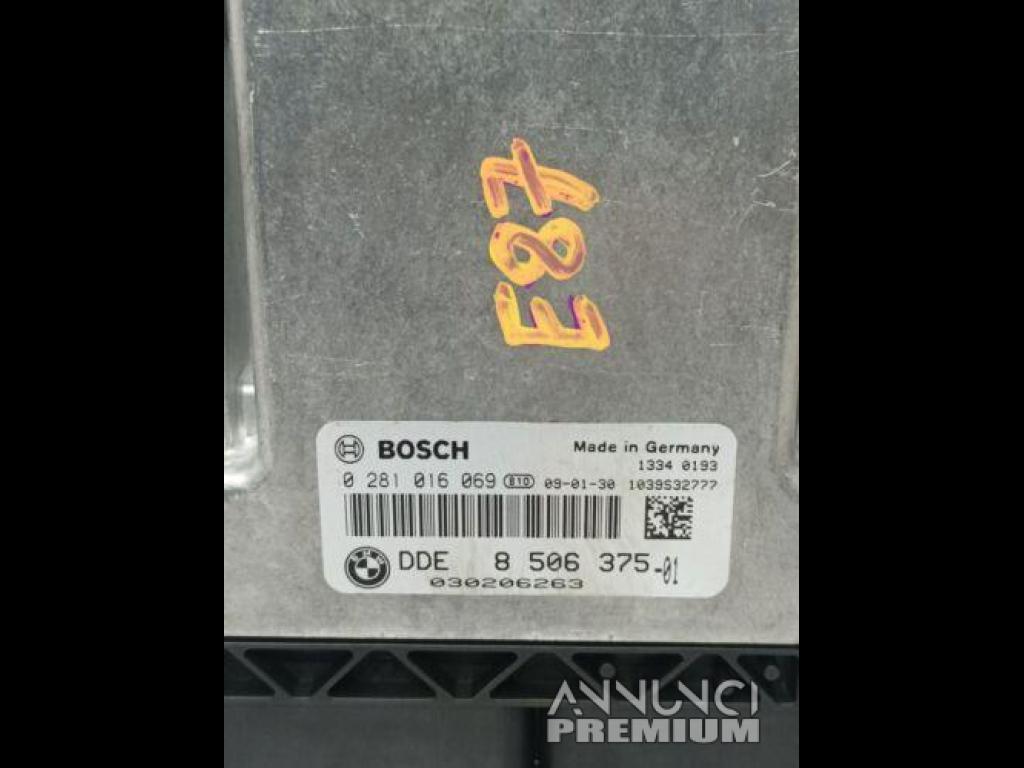 E87
BOSCH
Made in Germany
1334 0193
0 281 016 069 B10 09-01-30 1039S32777
DDE 8 506 375-01
030206263
ANNUNCI
PREMIUM